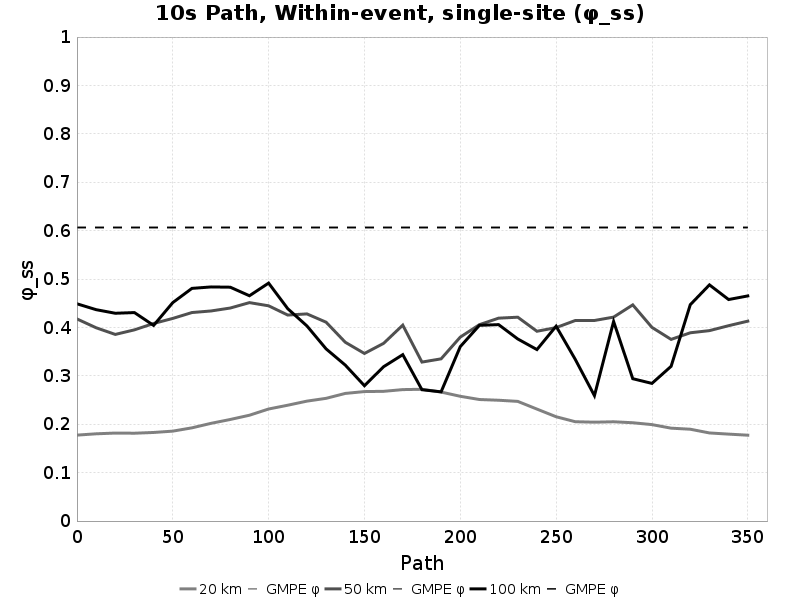 10s Path, Within-event, single-site (φ_ss)
1
0.9
0.8
0.7
0.6
0.5
0.4
0.3
0.2
0.1
0
φ_ss
0 50 100 150 200 250 300 350
Path
20 km GMPE φ 50 km GMPE φ 100 km GMPE φ